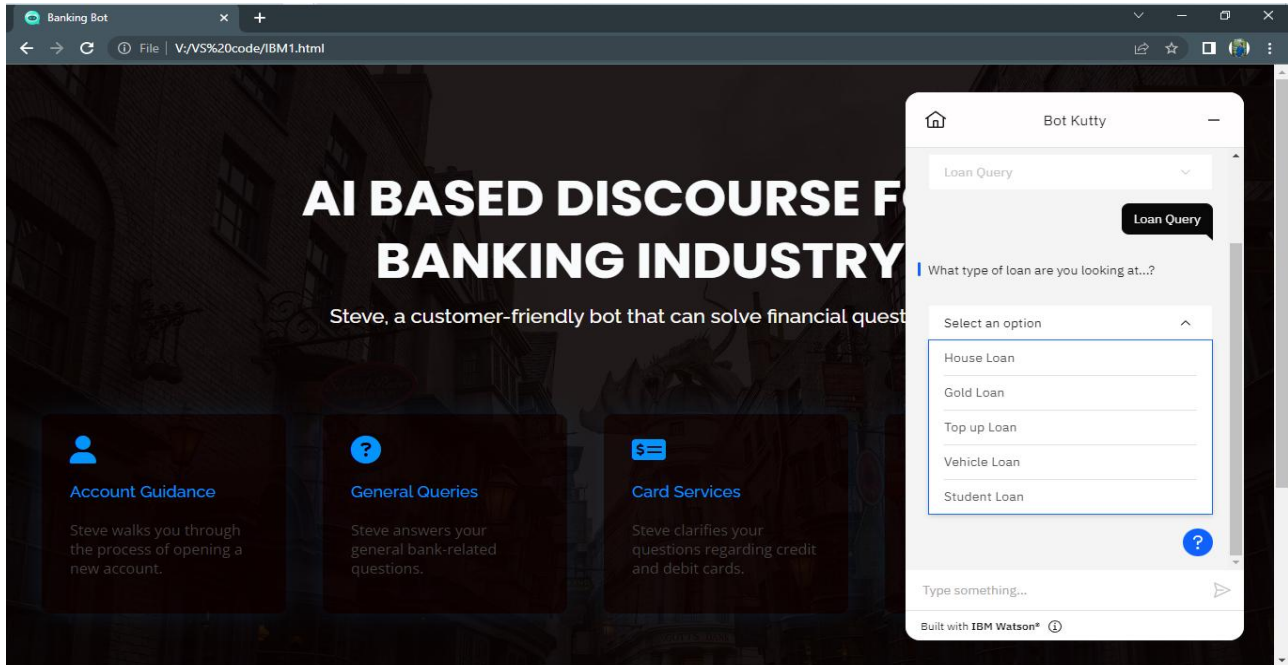 Banking Bot
File | V:/VS%20code/IBM1.html
AI BASED DISCOURSE F
BANKING INDUSTRY
Steve, a customer-friendly bot that can solve financial quest
Account Guidance
Steve walks you through
the process of opening a
new account.
General Queries
Steve answers your
general bank-related
questions.
Card Services
Steve clarifies your
questions regarding credit
and debit cards.
Bot Kutty
Loan Query
Loan Query
What type of loan are you looking at...?
Select an option
House Loan
Gold Loan
Top up Loan
Vehicle Loan
Student Loan
?
Type something...
Built with IBM Watson®